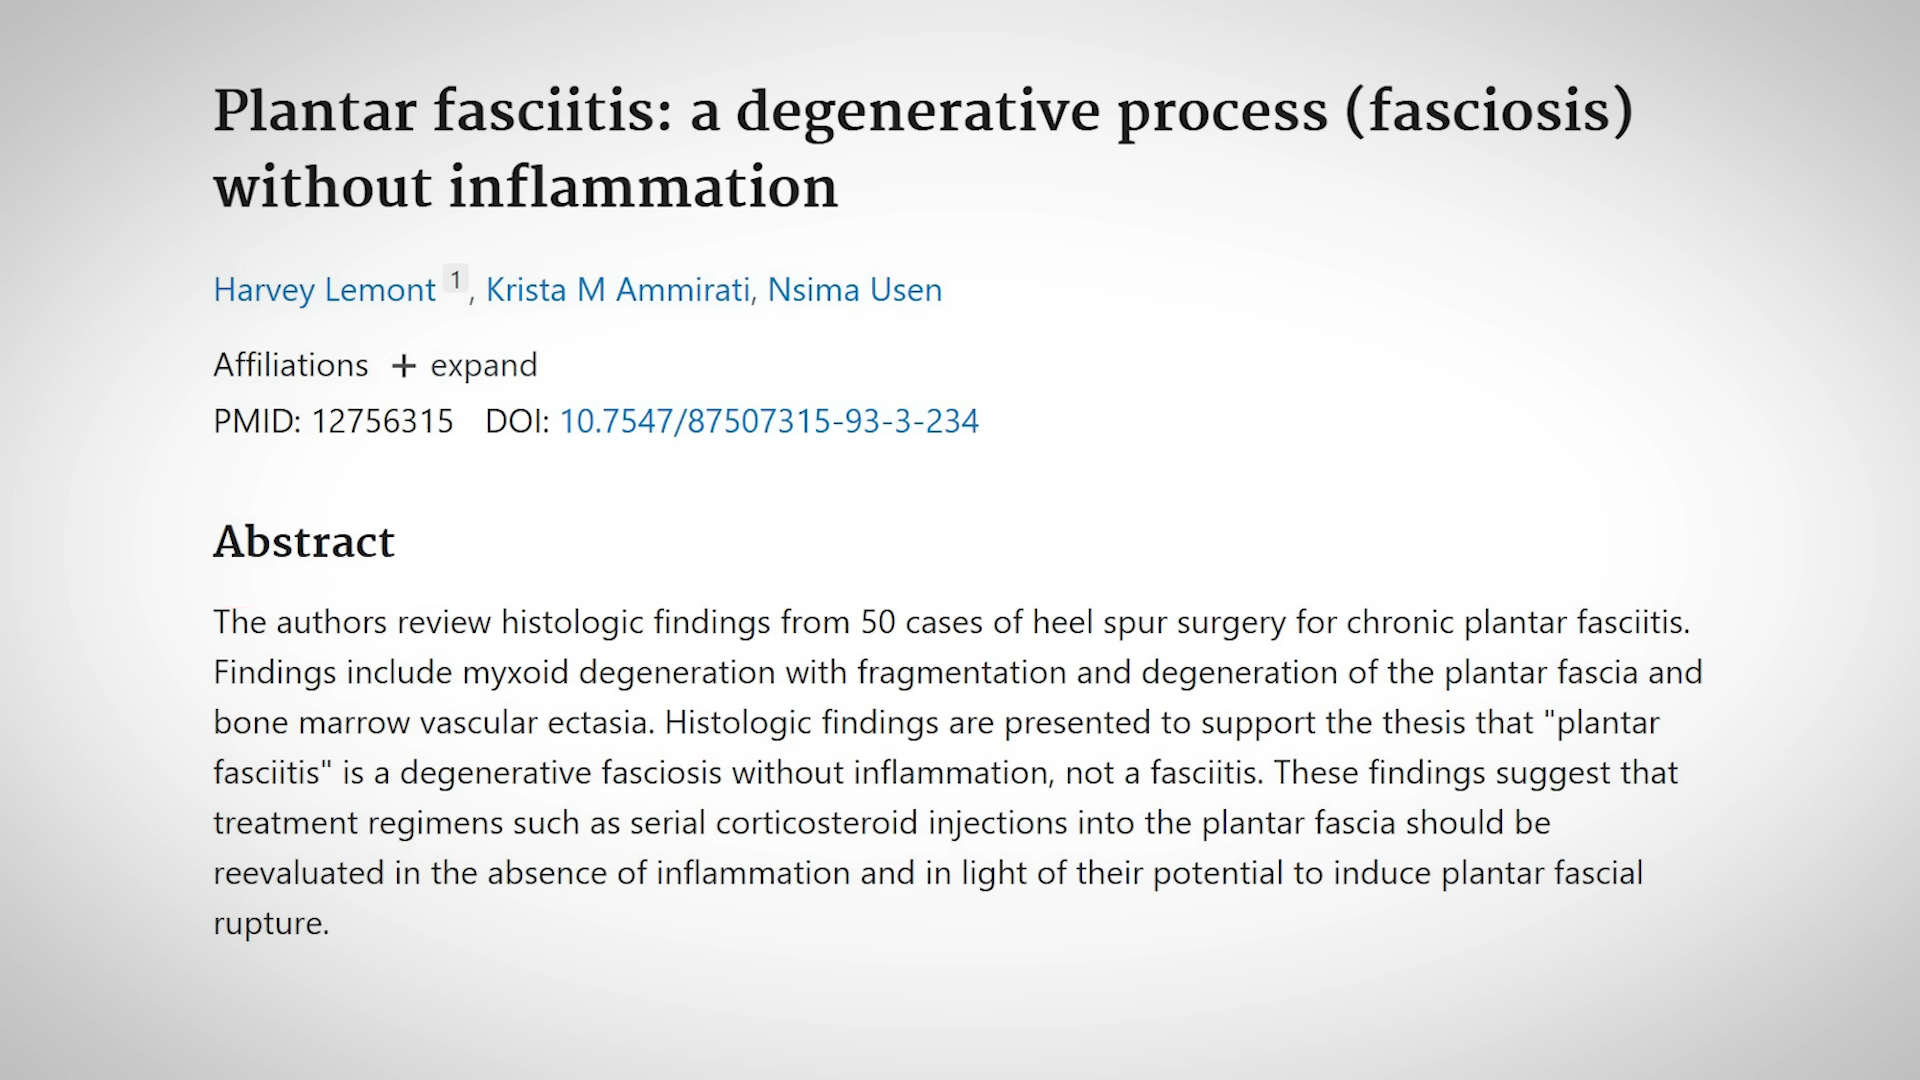 Plantar fasciitis: a degenerative process (fasciosis)
without inflammation
Harvey Lemont 1, Krista M Ammirati, Nsima Usen
Affiliations + expand
PMID: 12756315 DOI: 10.7547/87507315-93-3-234
Abstract
The authors review histologic findings from 50 cases of heel spur surgery for chronic plantar fasciitis.
Findings include myxoid degeneration with fragmentation and degeneration of the plantar fascia and
bone marrow vascular ectasia. Histologic findings are presented to support the thesis that "plantar
fasciitis" is a degenerative fasciosis without inflammation, not a fasciitis. These findings suggest that
treatment regimens such as serial corticosteroid injections into the plantar fascia should be
reevaluated in the absence of inflammation and in light of their potential to induce plantar fascial
rupture.